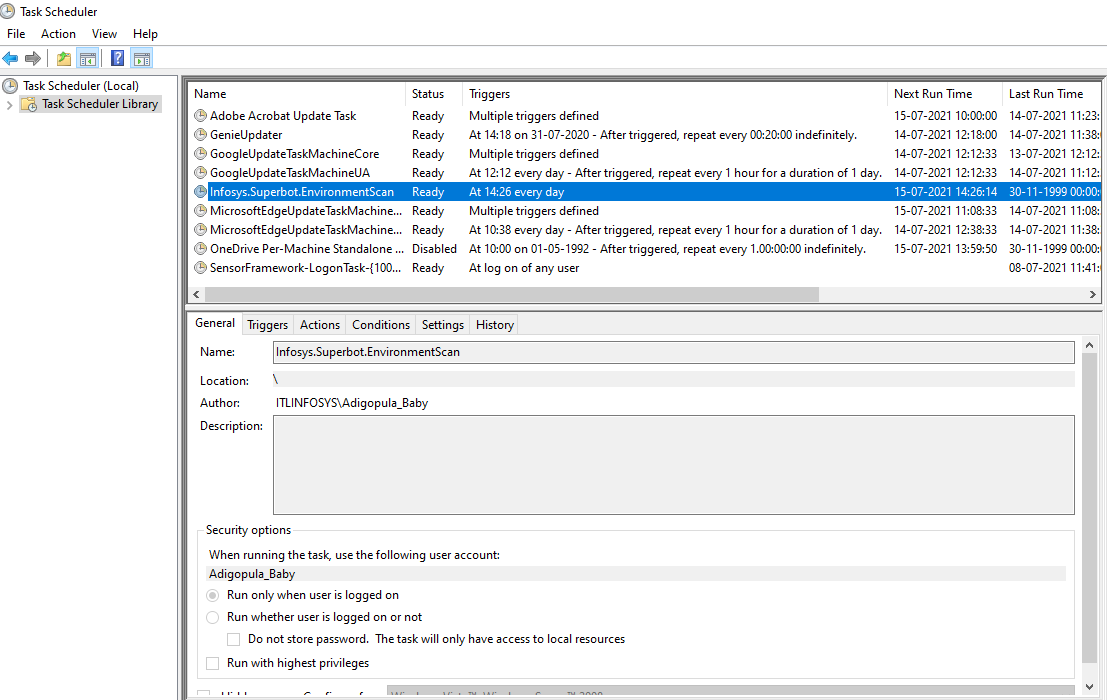 Task Scheduler
File Action View Help
Task Scheduler (Local)
Task Scheduler Library
Name Status Triggers Next Run Time Last Run Time
Adobe Acrobat Update Task Ready Multiple triggers defined 15-07-2021 10:00:00 14-07-2021 11:23:
GenieUpdater Ready At 14:18 on 31-07-2020 - After triggered, repeat every 00:20:00 indefinitely. 14-07-2021 12:18:00 14-07-2021 11:38:
GoogleUpdateTaskMachineCore Ready Multiple triggers defined 14-07-2021 12:12:33 13-07-2021 12:12:
GoogleUpdateTaskMachineUA Ready At 12:12 every day - After triggered, repeat every 1 hour for a duration of 1 day. 14-07-2021 12:12:33 14-07-2021 11:12:
Infosys.Superbot.EnvironmentScan Ready At 14:26 every day 15-07-2021 14:26:14 30-11-1999 00:00:
MicrosoftEdgeUpdateTaskMachine... Ready Multiple triggers defined 15-07-2021 11:08:33 14-07-2021 11:08:
MicrosoftEdgeUpdateTaskMachine... Ready At 10:38 every day - After triggered, repeat every 1 hour for a duration of 1 day. 14-07-2021 12:38:33 14-07-2021 11:38:
OneDrive Per-Machine Standalone ... Disabled At 10:00 on 01-05-1992 - After triggered, repeat every 1.00:00:00 indefinitely. 15-07-2021 13:59:50 30-11-1999 00:00:
SensorFramework-LogonTask-{100... Ready At log on of any user 08-07-2021 11:41:
General Triggers Actions Conditions Settings History
Name: Infosys.Superbot.EnvironmentScan
Location: \
Author: ITLINFOSYS\Adigopula_Baby
Description:
Security options
When running the task, use the following user account:
Adigopula_Baby
Run only when user is logged on
Run whether user is logged on or not
Do not store password. The task will only have access to local resources
Run with highest privileges